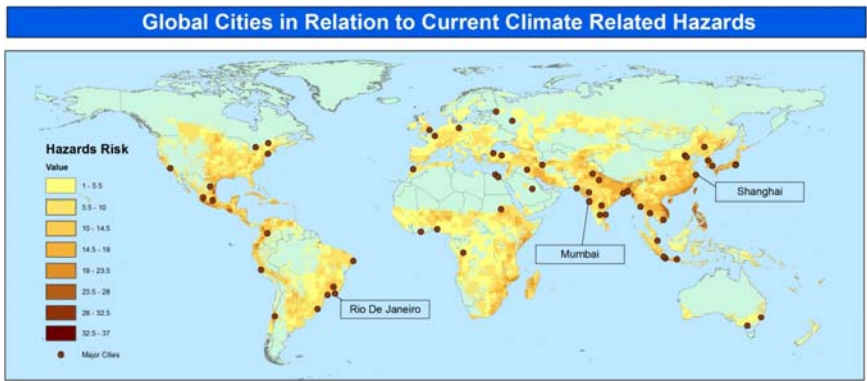 Global Cities in Relation to Current Climate Related Hazards
Hazards Risk
Value
1 - 5.5
5.5 - 10
10 - 14.5
14.5 - 19
19 - 23.5
23.5 - 28
28 - 32.5
32.5 - 37
Major Cities
Shanghai
Mumbai
Rio De Janeiro